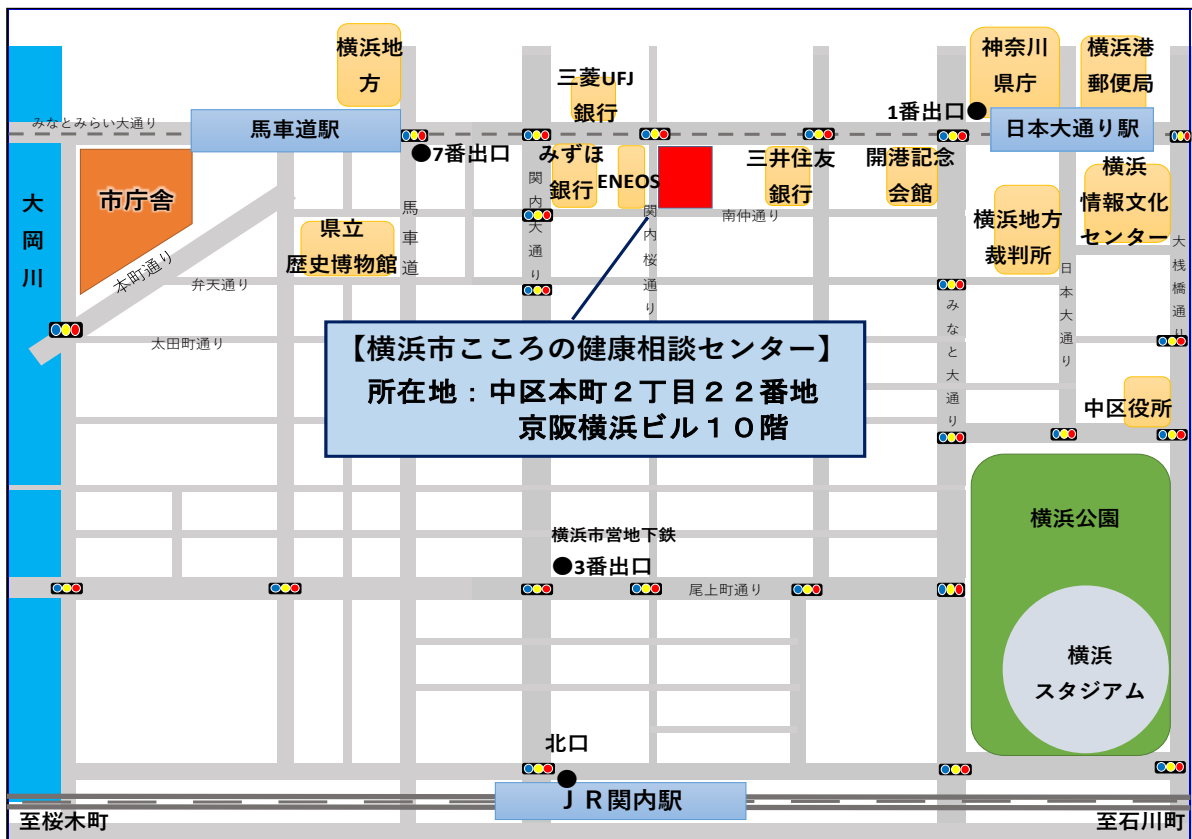 横浜地
方
三菱UFJ
銀行
神奈川
県庁
横浜港
郵便局
1番出口
みなとみらい大通り
馬車道駅
日本大通り駅
7番出口
みずほ
銀行
ENEOS
三井住友
銀行
開港記念
会館
横浜
情報文化
センター
市庁舎
大岡川
県立
歴史博物館
馬車道
関内大通り
関内桜通り
南仲通り
横浜地方
裁判所
大桟橋通り
本町通り
弁天通り
日本大通り
みなと大通り
太田町通り
【横浜市こころの健康相談センター】
所在地：中区本町２丁目２２番地
京阪横浜ビル１０階
中区役所
横浜公園
横浜市営地下鉄
3番出口
尾上町通り
横浜
スタジアム
北口
ＪＲ関内駅
至桜木町
至石川町